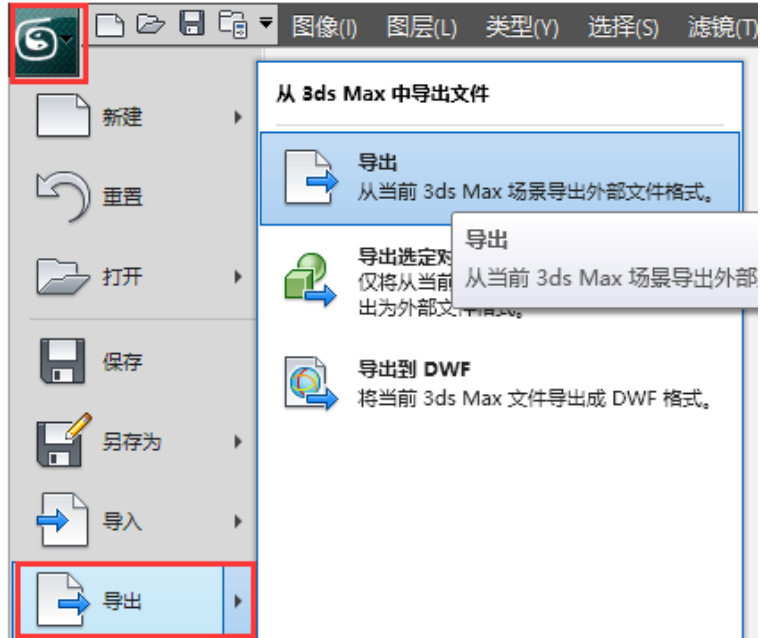 图像(I) 图层(L) 类型(Y) 选择(S) 滤镜(T)
从 3ds Max 中导出文件
新建
导出
从当前 3ds Max 场景导出外部文件格式。
重置
导出
从当前 3ds Max 场景导出外部
导出选定对
仅将从当前
出为外部文件格式。
打开
保存
导出到 DWF
将当前 3ds Max 文件导出成 DWF 格式。
另存为
导入
导出